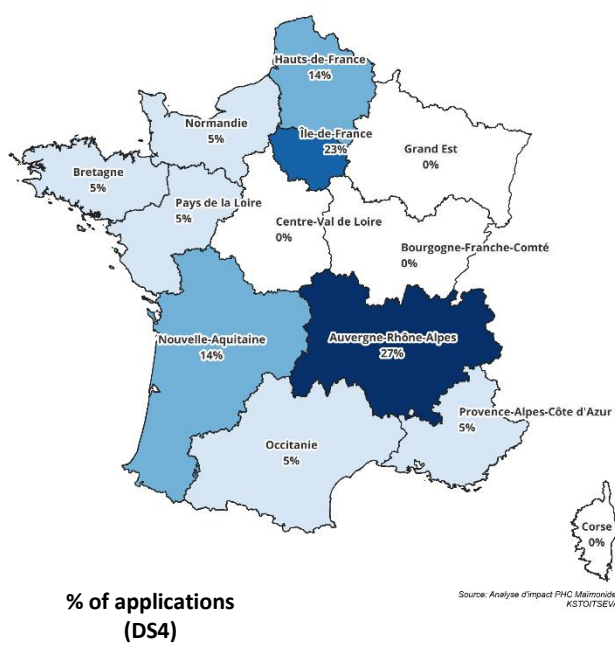 Hauts-de-France
14%
Normandie
5%
Île-de-France
23%
Grand Est
0%
Bretagne
5%
Pays de la Loire
5%
Centre-Val de Loire
0%
Bourgogne-Franche-Comté
0%
Nouvelle-Aquitaine
14%
Auvergne-Rhône-Alpes
27%
Provence-Alpes-Côte d'Azur
5%
Occitanie
5%
Corse
0%
Source: Analyse d'impact PHC Maïmonide
KSTOITSEVA
% of applications
(DS4)